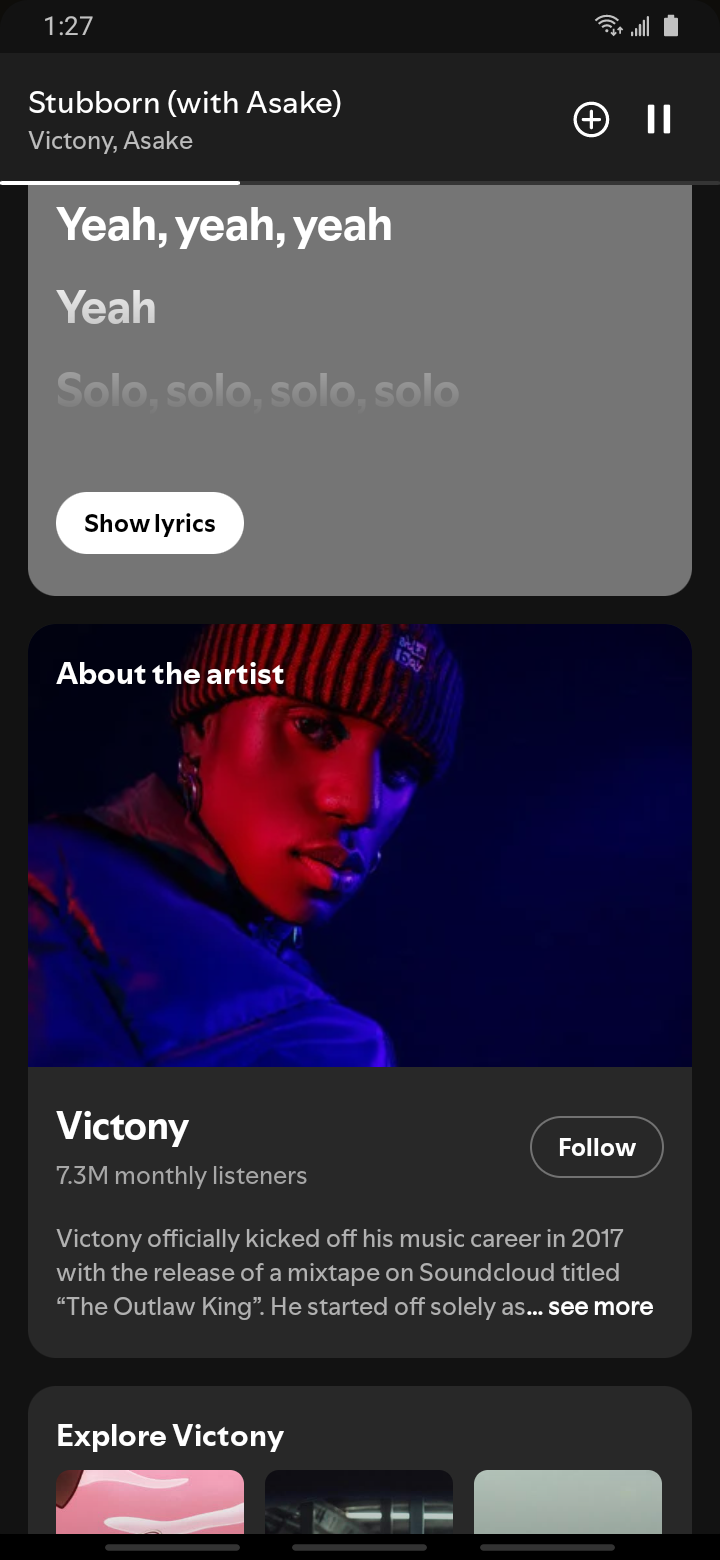 1:27
Stubborn (with Asake)
Victony, Asake
Yeah, yeah, yeah
Yeah
Solo, solo, solo, solo
Show lyrics
About the artist
Victony
7.3M monthly listeners
Follow
Victony officially kicked off his music career in 2017
with the release of a mixtape on Soundcloud titled
“The Outlaw King”. He started off solely as... see more
Explore Victony